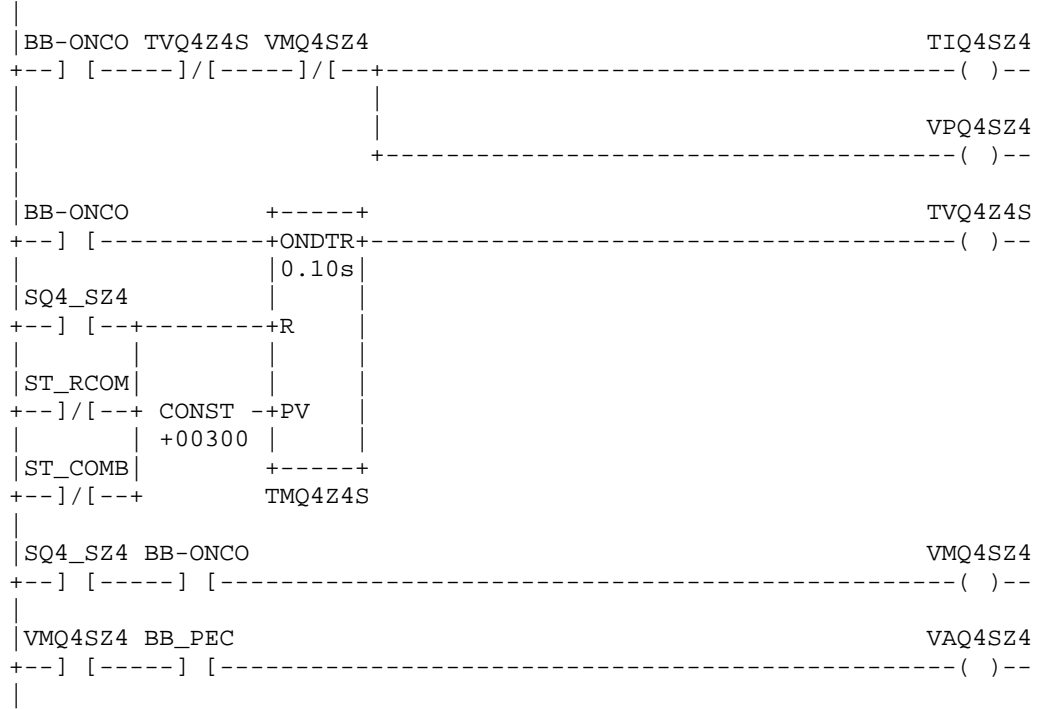 |
|BB-ONCO TVQ4Z4S VMQ4SZ4                                     TIQ4SZ4
+--] [-----]/[-----]/[--+--------------------------------------( )--
|                       |
|                       |                                    VPQ4SZ4
|                       +--------------------------------------( )--
|
|BB-ONCO         +-----+                                     TVQ4Z4S
+--] [-----------+ONDTR+---------------------------------------( )--
|                |0.10s|
|SQ4_SZ4         |     |
+--] [--+--------+R    |
|       |        |     |
|ST_RCOM|        |     |
+--]/[--+ CONST -+PV   |
|       | +00300 |     |
|ST_COMB|        +-----+
+--]/[--+        TMQ4Z4S
|
|SQ4_SZ4 BB-ONCO                                             VMQ4SZ4
+--] [-----] [-------------------------------------------------( )--
|
|VMQ4SZ4 BB_PEC                                              VAQ4SZ4
+--] [-----] [-------------------------------------------------( )--
|